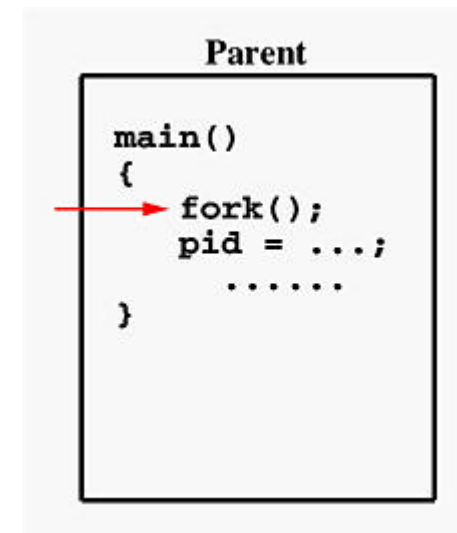 Parent
main()
{
fork();
pid = ...;
......
}